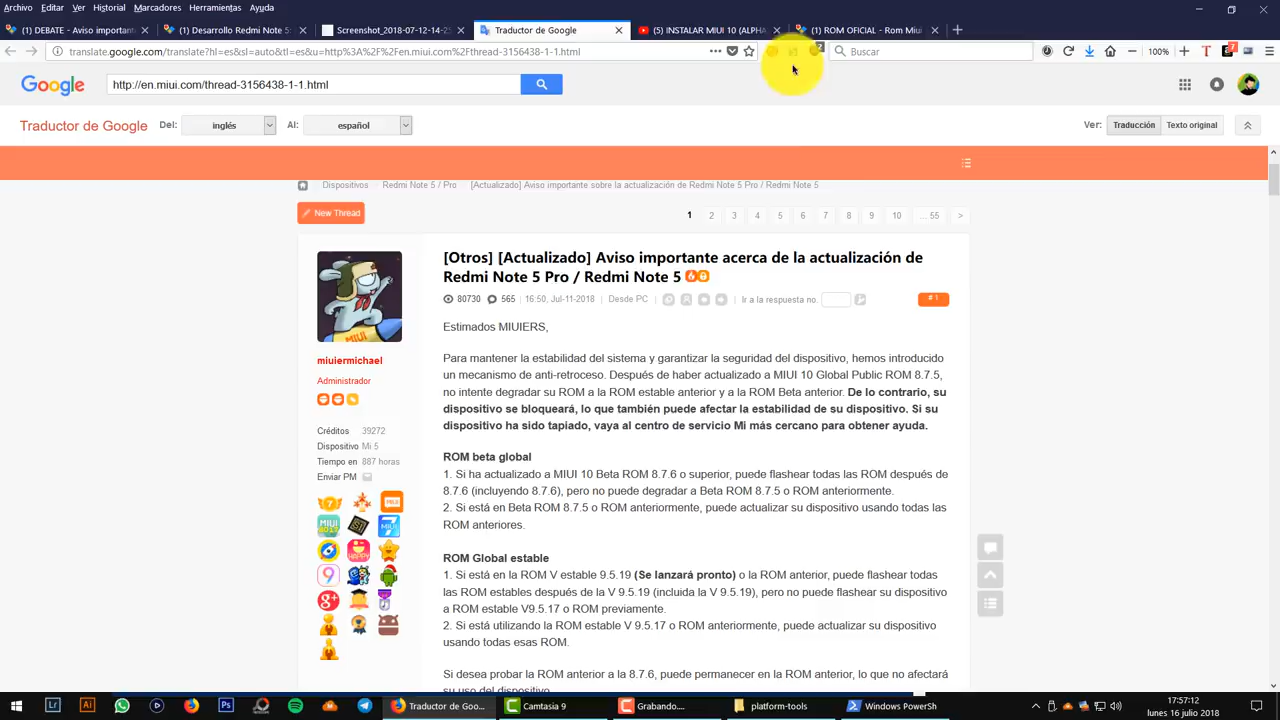 Archivo Editar Ver Historial Marcadores Herramientas Ayuda
(1) DEBATE - Aviso important
(1) Desarrollo Redmi Note 5:
Screenshot_2018-07-12-14-23-
Traductor de Google
(5) INSTALAR MIUI 10 (ALPHA
(1) ROM OFICIAL - Rom Miui
translate.google.com/translate?hl=es&sl=auto&tl=es&u=http%3A%2F%2Fen.miui.com%2Fthread-3156438-1-1.html
2
Buscar
100%
T
7
Google
http://en.miui.com/thread-3156438-1-1.html
Traductor de Google
Del: inglés
Al: español
Ver: Traducción Texto original
Dispositivos
Redmi Note 5 / Pro
[Actualizado] Aviso importante sobre la actualización de Redmi Note 5 Pro / Redmi Note 5
New Thread
1 2 3 4 5 6 7 8 9 10 ... 55 >
[Otros] [Actualizado] Aviso importante acerca de la actualización de
Redmi Note 5 Pro / Redmi Note 5
80730 565 | 16:50, Jul-11-2018 | Desde PC | Ir a la respuesta no.
# 1
Estimados MIUIERS,
Para mantener la estabilidad del sistema y garantizar la seguridad del dispositivo, hemos introducido
un mecanismo de anti-retroceso. Después de haber actualizado a MIUI 10 Global Public ROM 8.7.5,
no intente degradar su ROM a la ROM estable anterior y a la ROM Beta anterior. De lo contrario, su
dispositivo se bloqueará, lo que también puede afectar la estabilidad de su dispositivo. Si su
dispositivo ha sido tapiado, vaya al centro de servicio Mi más cercano para obtener ayuda.
ROM beta global
1. Si ha actualizado a MIUI 10 Beta ROM 8.7.6 o superior, puede flashear todas las ROM después de
8.7.6 (incluyendo 8.7.6), pero no puede degradar a Beta ROM 8.7.5 o ROM anteriormente.
2. Si está en Beta ROM 8.7.5 o ROM anteriormente, puede actualizar su dispositivo usando todas las
ROM anteriores.
ROM Global estable
1. Si está en la ROM V estable 9.5.19 (Se lanzará pronto) o la ROM anterior, puede flashear todas
las ROM estables después de la V 9.5.19 (incluida la V 9.5.19), pero no puede flashear su dispositivo
a ROM estable V9.5.17 o ROM previamente.
2. Si está utilizando la ROM estable V 9.5.17 o ROM anteriormente, puede actualizar su dispositivo
usando todas esas ROM.
Si desea probar la ROM anterior a la 8.7.6, puede permanecer en la ROM anterior, lo que no afectará
su uso del dispositivo.
miuiermichael
Administrador
Créditos 39272
Dispositivo Mi 5
Tiempo en 887 horas
Enviar PM
Traductor de Goo...
Camtasia 9
Grabando....
platform-tools
Windows PowerSh
17:57:12
lunes 16 julio 2018